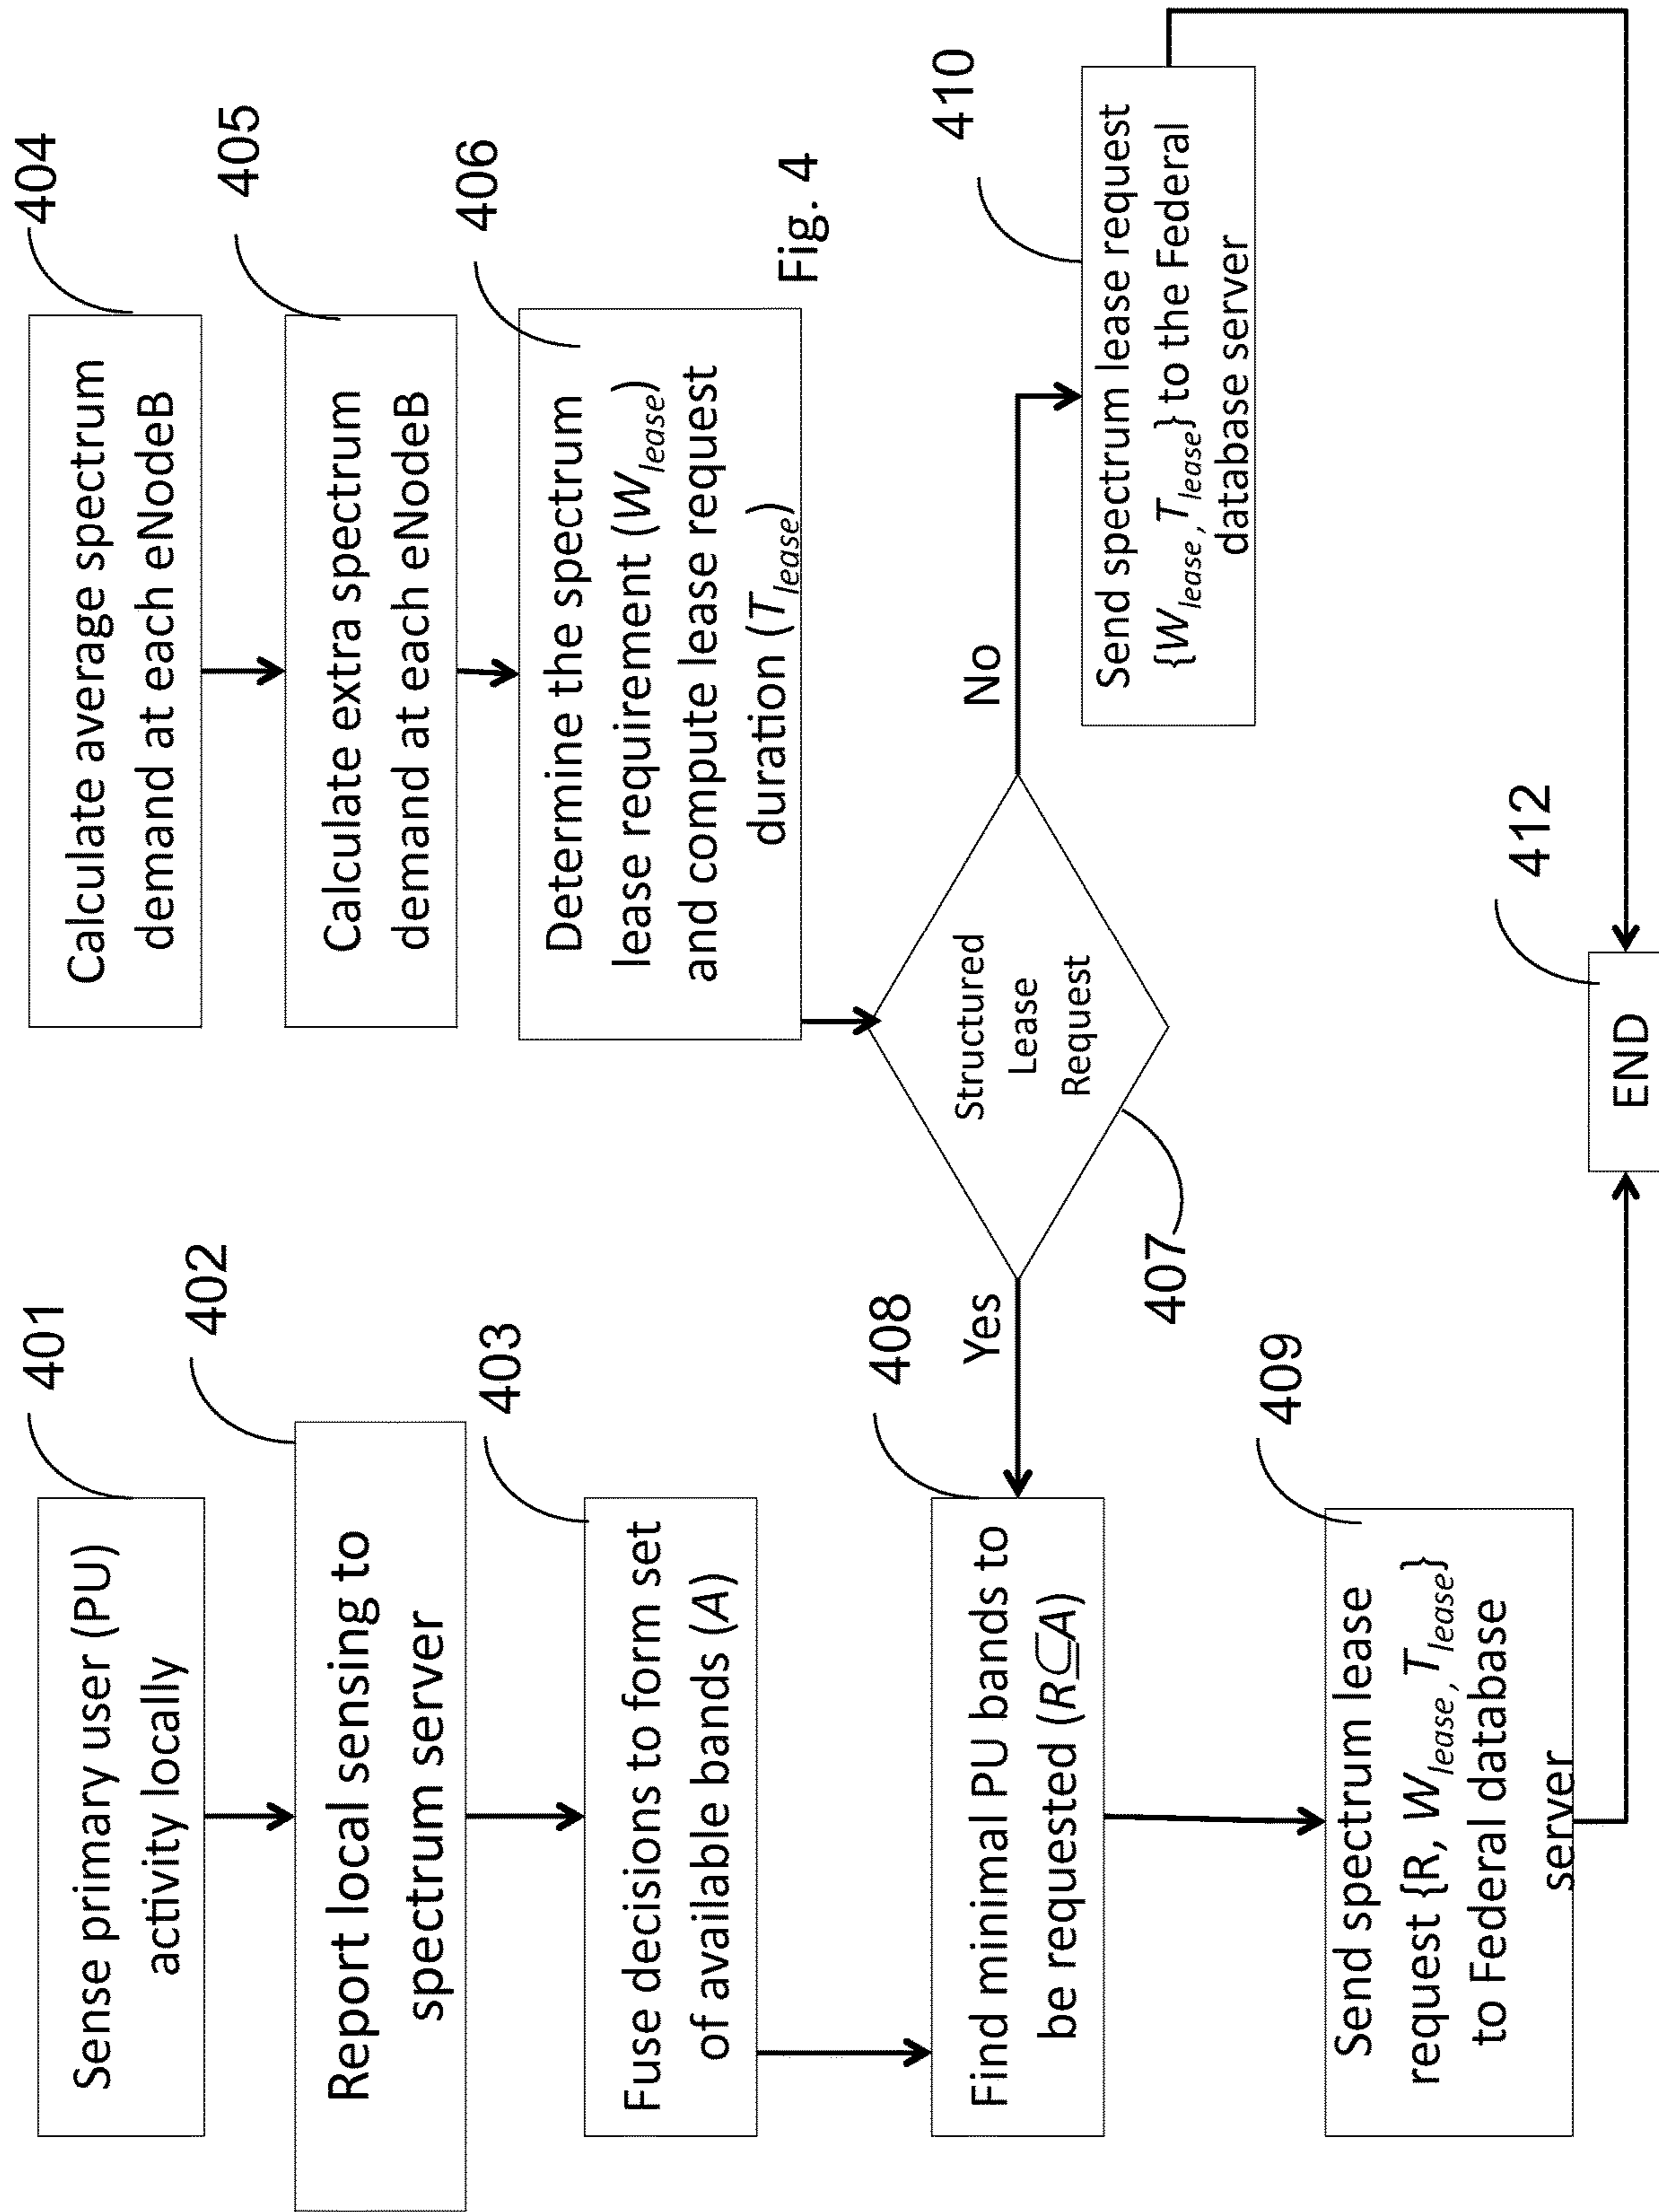 401
Sense primary user (PU)
activity locally
402
Report local sensing to
spectrum server
403
Fuse decisions to form set
of available bands (A)
404
Calculate average spectrum
demand at each eNodeB
405
Calculate extra spectrum
demand at each eNodeB
406
Determine the spectrum
lease requirement (W_lease)
and compute lease request
duration (T_lease)
Fig. 4
Structured
Lease
Request
407
Yes
No
408
Find minimal PU bands to
be requested (R⊆A)
409
Send spectrum lease
request {R, W_lease, T_lease}
to Federal database
server
410
Send spectrum lease request
{W_lease, T_lease} to the Federal
database server
412
END